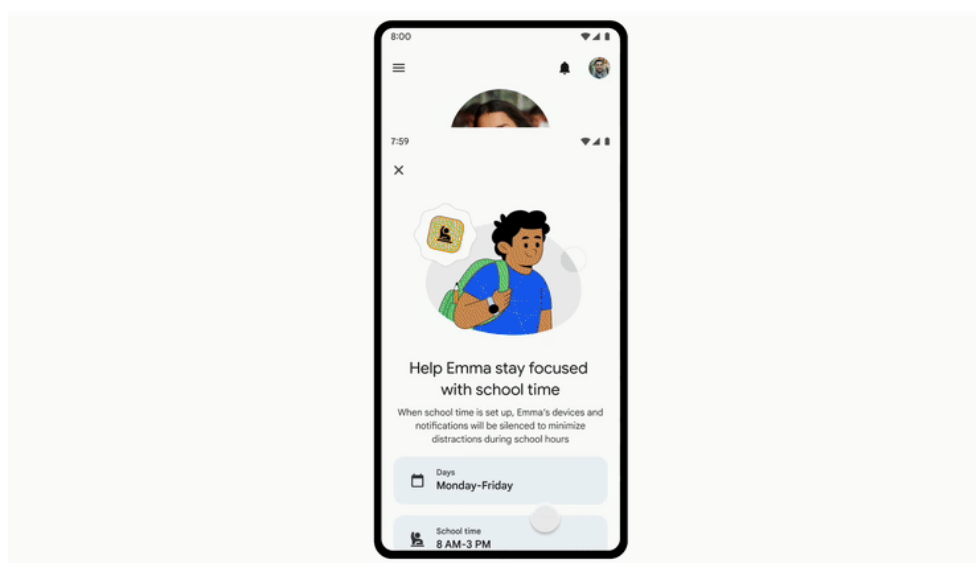 8:00
7:59
Help Emma stay focused
with school time
When school time is set up, Emma's devices and
notifications will be silenced to minimize
distractions during school hours
Days
Monday-Friday
School time
8 AM-3 PM